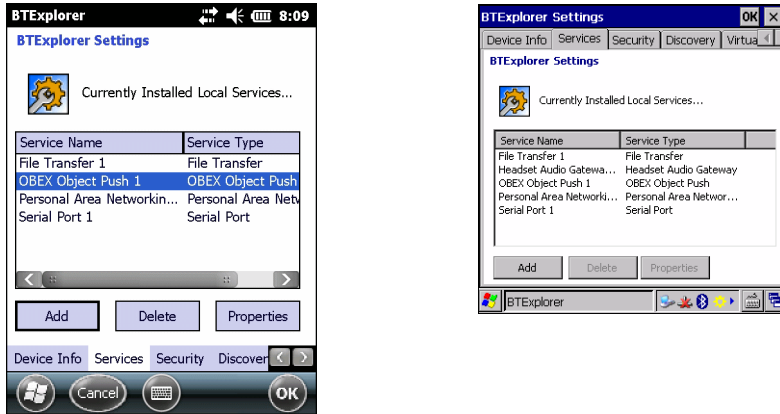 BTExplorer 8:09
BTExplorer Settings
Currently Installed Local Services...
Service Name Service Type
File Transfer 1 File Transfer
OBEX Object Push 1 OBEX Object Push
Personal Area Networkin... Personal Area Netw
Serial Port 1 Serial Port
Add Delete Properties
Device Info Services Security Discover
Cancel OK
BTExplorer Settings OK
Device Info Services Security Discovery Virtua
BTExplorer Settings
Currently Installed Local Services...
Service Name Service Type
File Transfer 1 File Transfer
Headset Audio Gatewa... Headset Audio Gateway
OBEX Object Push 1 OBEX Object Push
Personal Area Networki... Personal Area Networ...
Serial Port 1 Serial Port
Add Delete Properties
BTExplorer